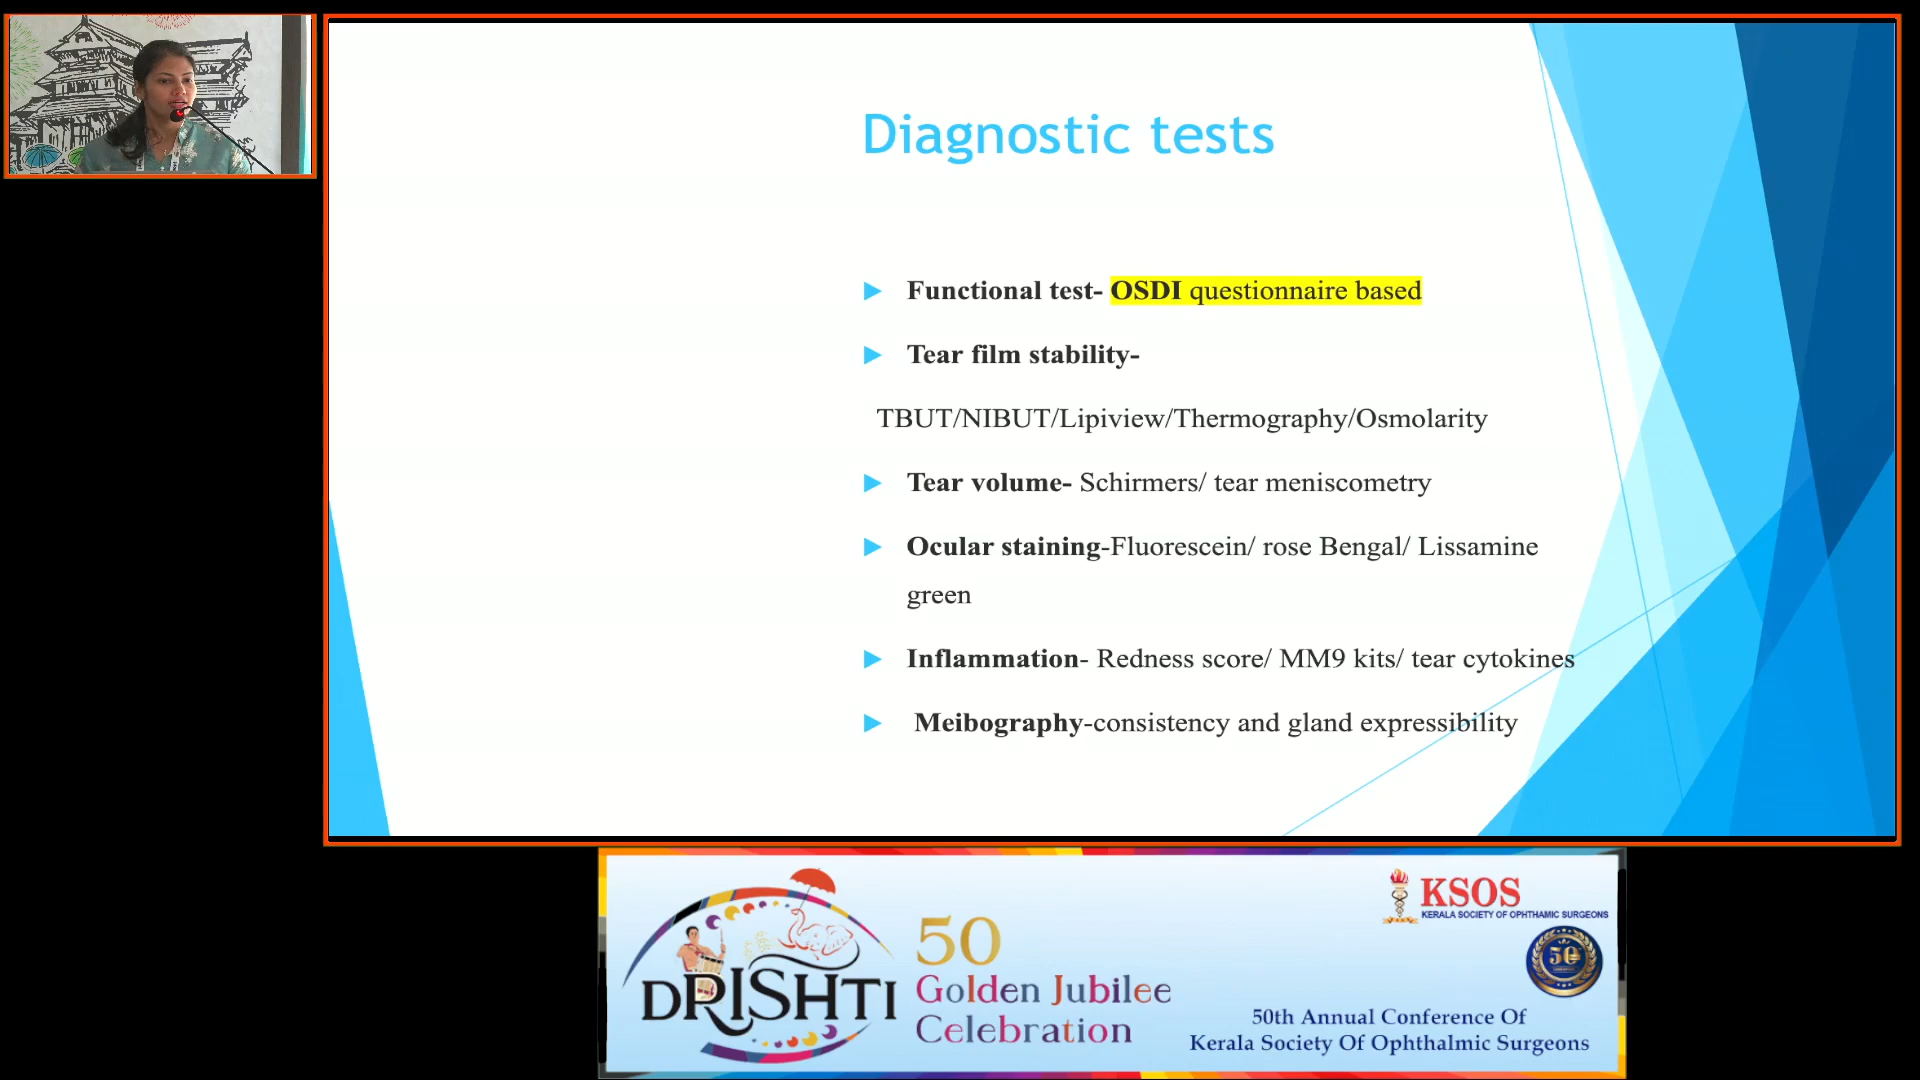 Diagnostic tests
Functional test- OSDI questionnaire based
Tear film stability-
TBUT/NIBUT/Lipiview/Thermography/Osmolarity
Tear volume- Schirmers/ tear meniscometry
Ocular staining-Fluorescein/ rose Bengal/ Lissamine
green
Inflammation- Redness score/ MM9 kits/ tear cytokines
Meibography-consistency and gland expressibility
DRISHTI
50
Golden Jubilee
Celebration
KSOS
KERALA SOCIETY OF OPHTHAMIC SURGEONS
50
50th Annual Conference Of
Kerala Society Of Ophthalmic Surgeons